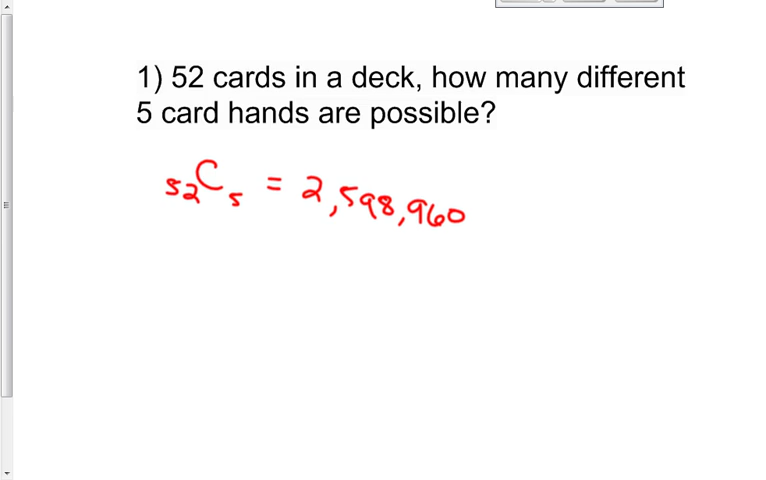 1) 52 cards in a deck, how many different
5 card hands are possible?
52C5 = 2,598,960